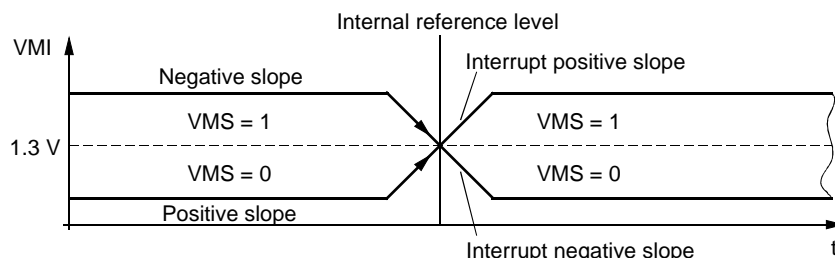 Internal reference level
VMI
Negative slope
Interrupt positive slope
VMS = 1
VMS = 1
1.3 V
VMS = 0
VMS = 0
Positive slope
Interrupt negative slope
t